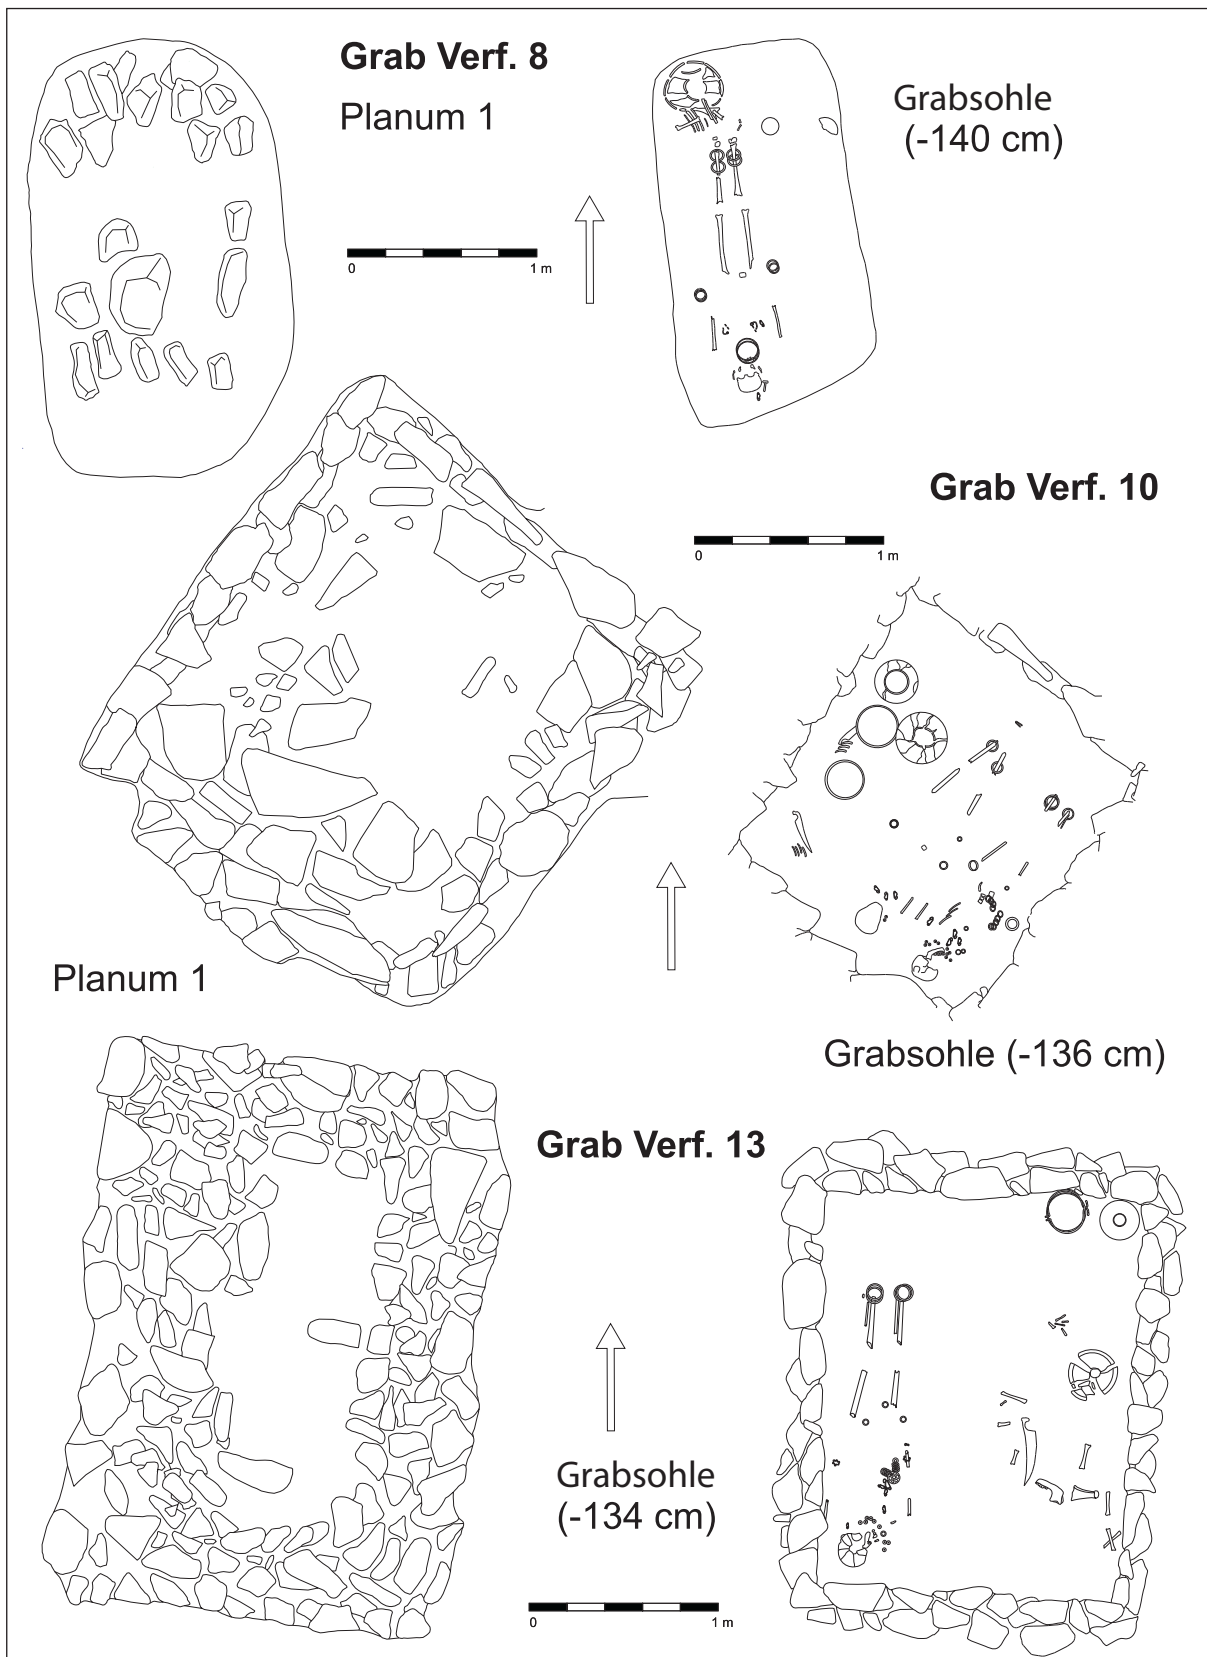 Grab Verf. 8
Planum 1
Grabsohle
(-140 cm)
0 1 m
Grab Verf. 10
0 1 m
Planum 1
Grabsohle (-136 cm)
Grab Verf. 13
Grabsohle
(-134 cm)
0 1 m